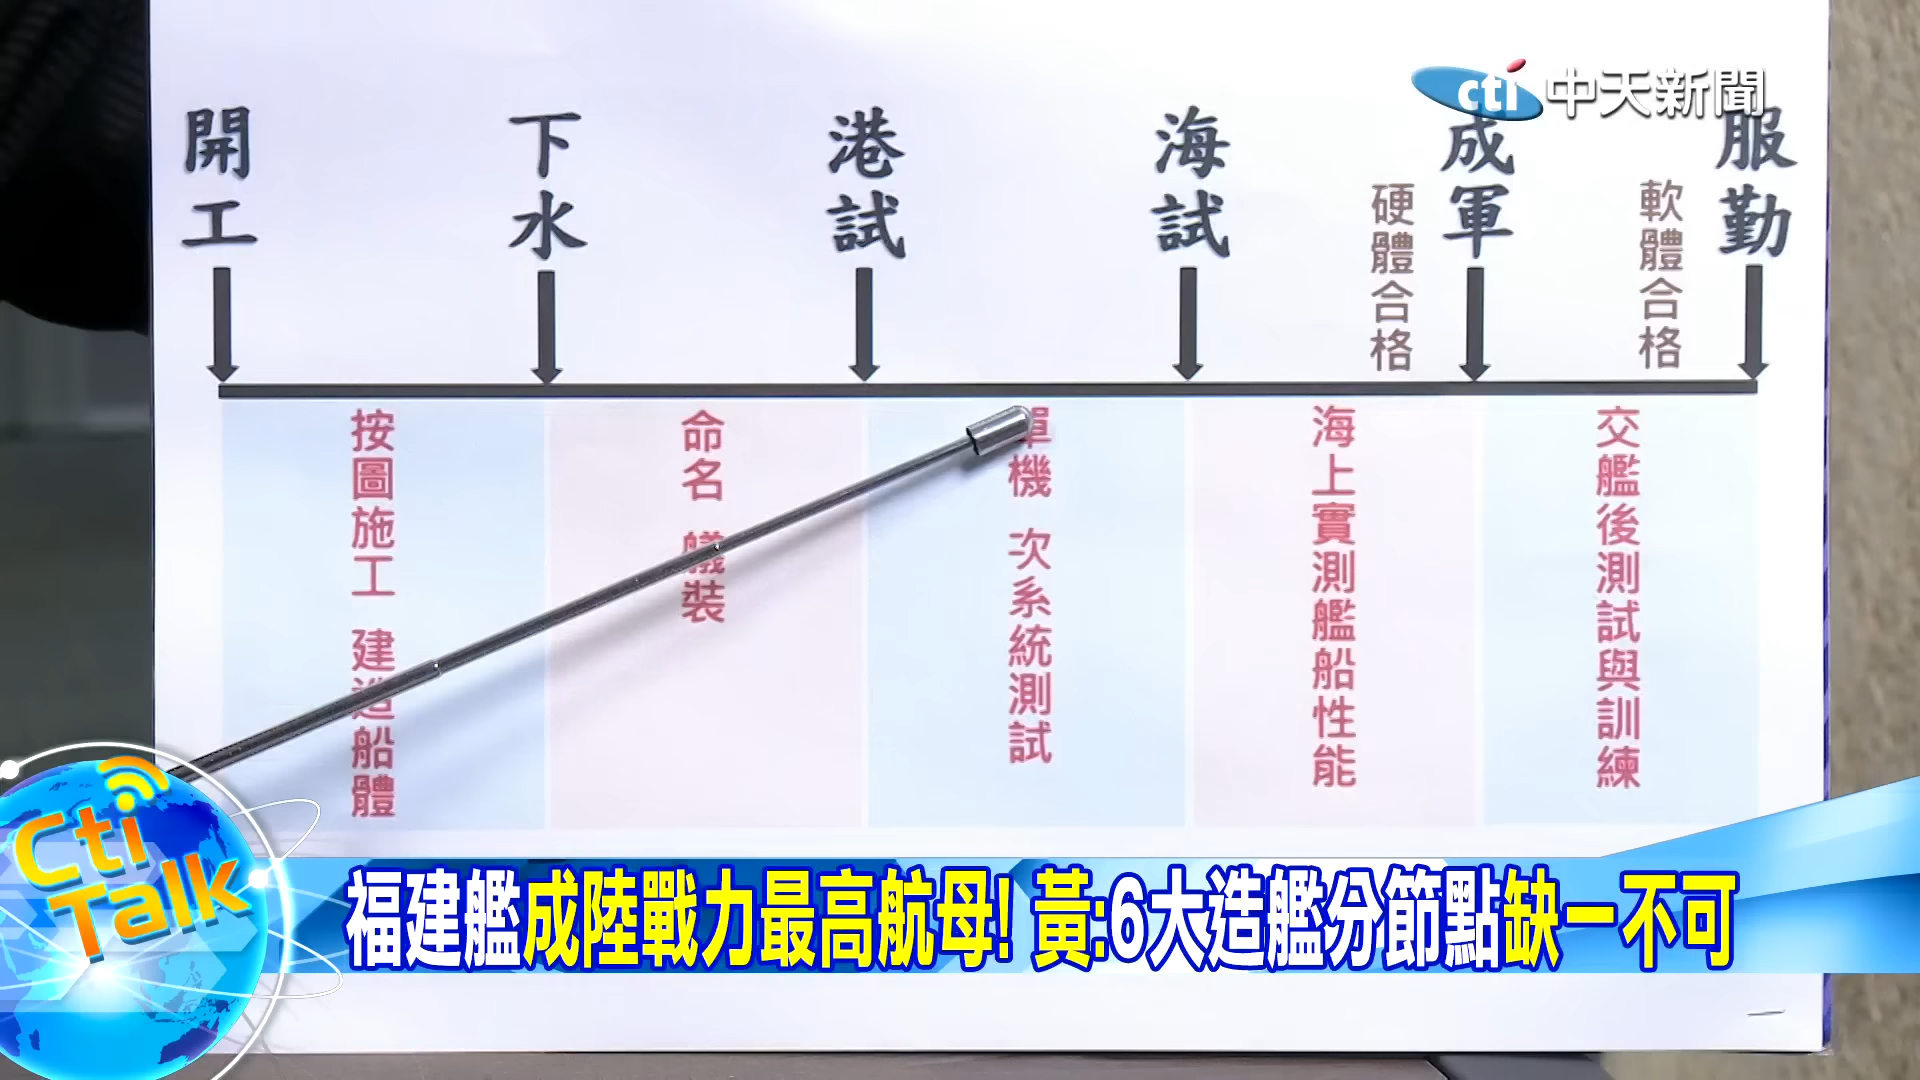 cti 中天新聞
開工
下水
港試
海試
硬體合格
成軍
軟體合格
服勤
按圖施工 建造船體
命名 艤裝
單機 次系統測試
海上實測艦船性能
交艦後測試與訓練
Cti Talk
福建艦成陸戰力最高航母! 黃:6大造艦分節點缺一不可